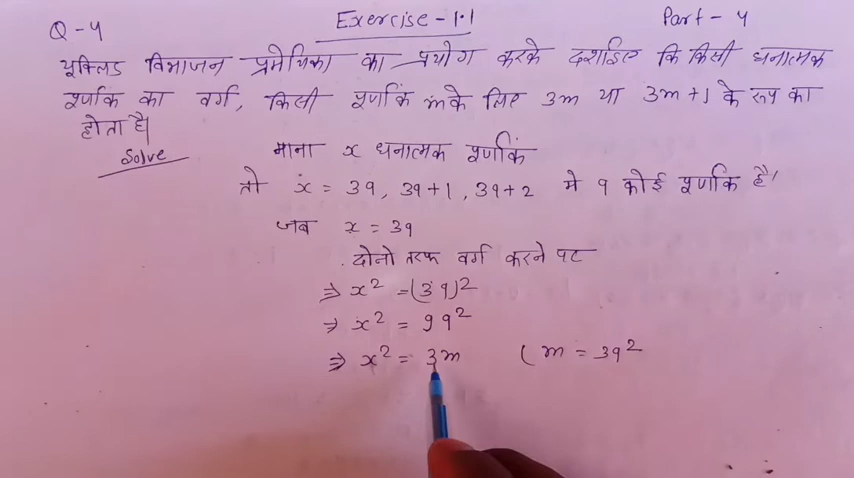 Q-4 Exercise-1.1 Part-4
यूक्लिड विभाजन प्रमेयिका का प्रयोग करके दर्शाइए कि किसी धनात्मक
पूर्णांक का वर्ग, किसी पूर्णांक m के लिए 3m या 3m+1 के रूप का
होता है।
Solve
माना x धनात्मक पूर्णांक
तो x = 3q, 3q+1, 3q+2 मे q कोई पूर्णांक है।
जब x = 3q
दोनो तरफ वर्ग करने पर
⇒ x² = (3q)²
⇒ x² = 9q²
⇒ x² = 3m (m = 3q²